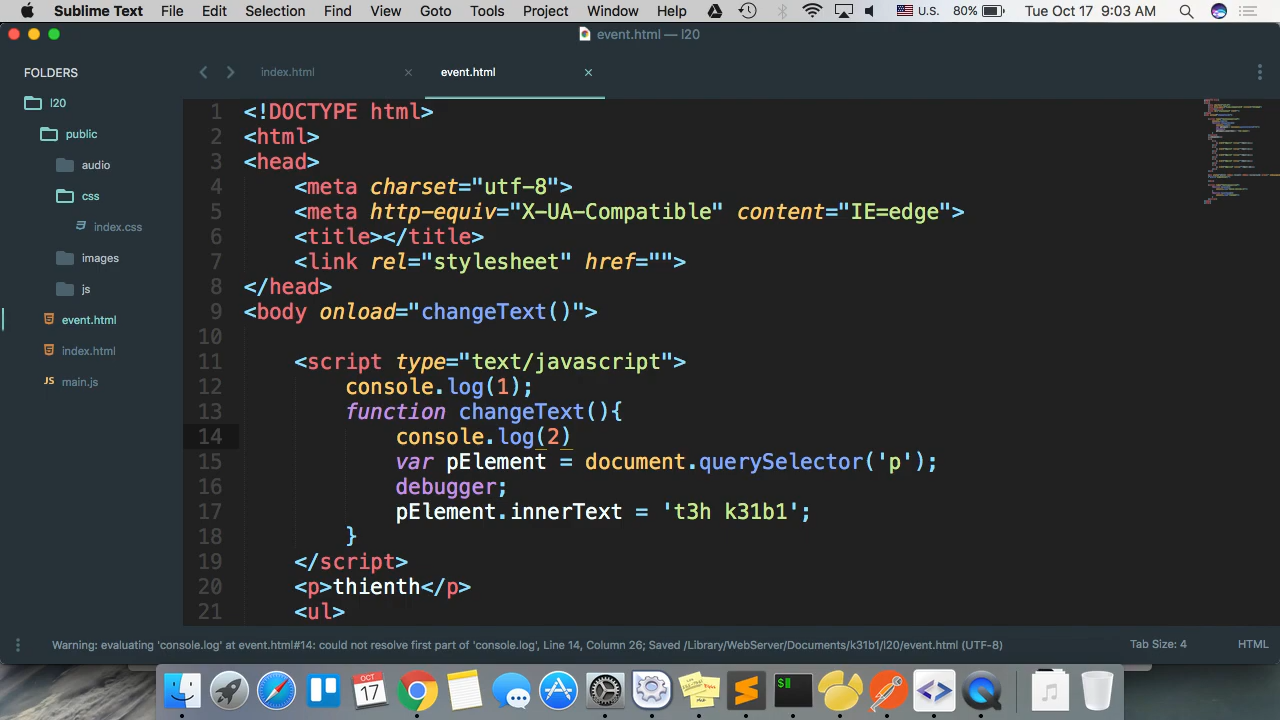 Sublime Text File Edit Selection Find View Goto Tools Project Window Help U.S. 80% Tue Oct 17 9:03 AM
event.html — l20
FOLDERS
l20
public
audio
css
index.css
images
js
event.html
index.html
JS main.js
index.html × event.html ×
1 <!DOCTYPE html>
2 <html>
3 <head>
4 <meta charset="utf-8">
5 <meta http-equiv="X-UA-Compatible" content="IE=edge">
6 <title></title>
7 <link rel="stylesheet" href="">
8 </head>
9 <body onload="changeText()">
10
11 <script type="text/javascript">
12 console.log(1);
13 function changeText(){
14 console.log(2)
15 var pElement = document.querySelector('p');
16 debugger;
17 pElement.innerText = 't3h k31b1';
18 }
19 </script>
20 <p>thienth</p>
21 <ul>
Warning: evaluating 'console.log' at event.html#14: could not resolve first part of 'console.log', Line 14, Column 26; Saved /Library/WebServer/Documents/k31b1/l20/event.html (UTF-8) Tab Size: 4 HTML
OCT
17
$